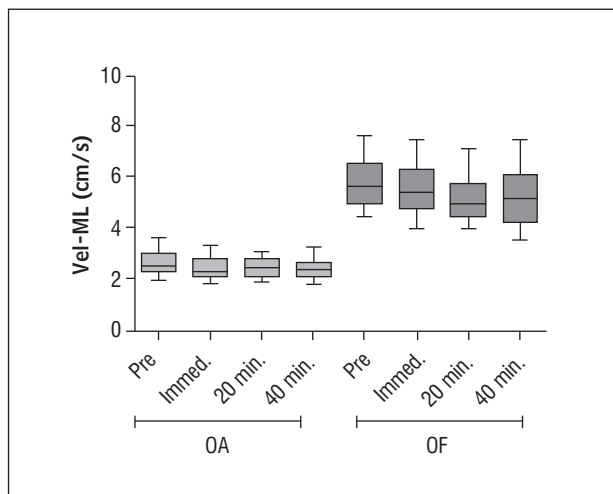 Vel-ML (cm/s)
10
8
6
4
2
0
Pre
Immed.
20 min.
40 min.
Pre
Immed.
20 min.
40 min.
OA
OF